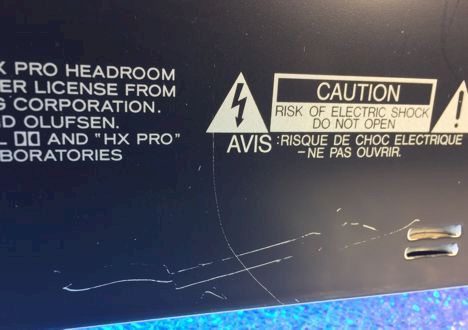 X PRO HEADROOM
ER LICENSE FROM
G CORPORATION.
D OLUFSEN.
L DD AND "HX PRO"
BORATORIES
CAUTION
RISK OF ELECTRIC SHOCK
DO NOT OPEN
AVIS :RISQUE DE CHOC ELECTRIQUE
–NE PAS OUVRIR.